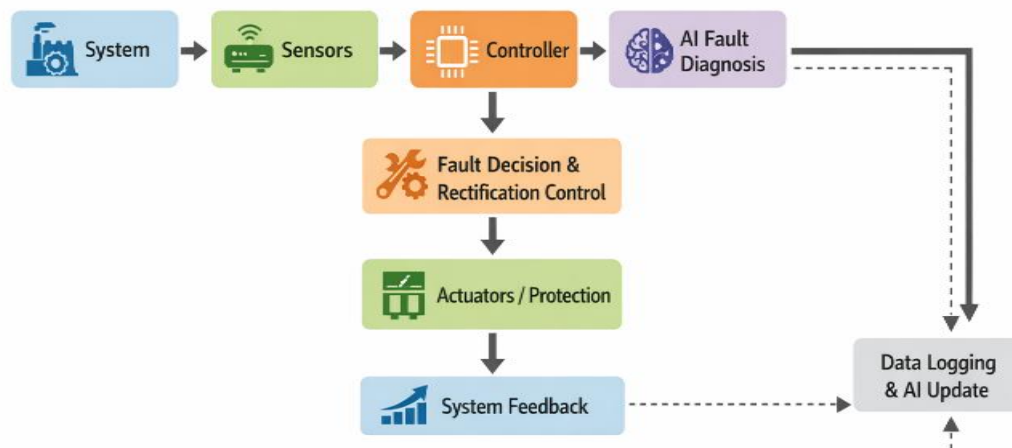 System
Sensors
Controller
AI Fault
Diagnosis
Fault Decision &
Rectification Control
Actuators / Protection
Data Logging
& AI Update
System Feedback